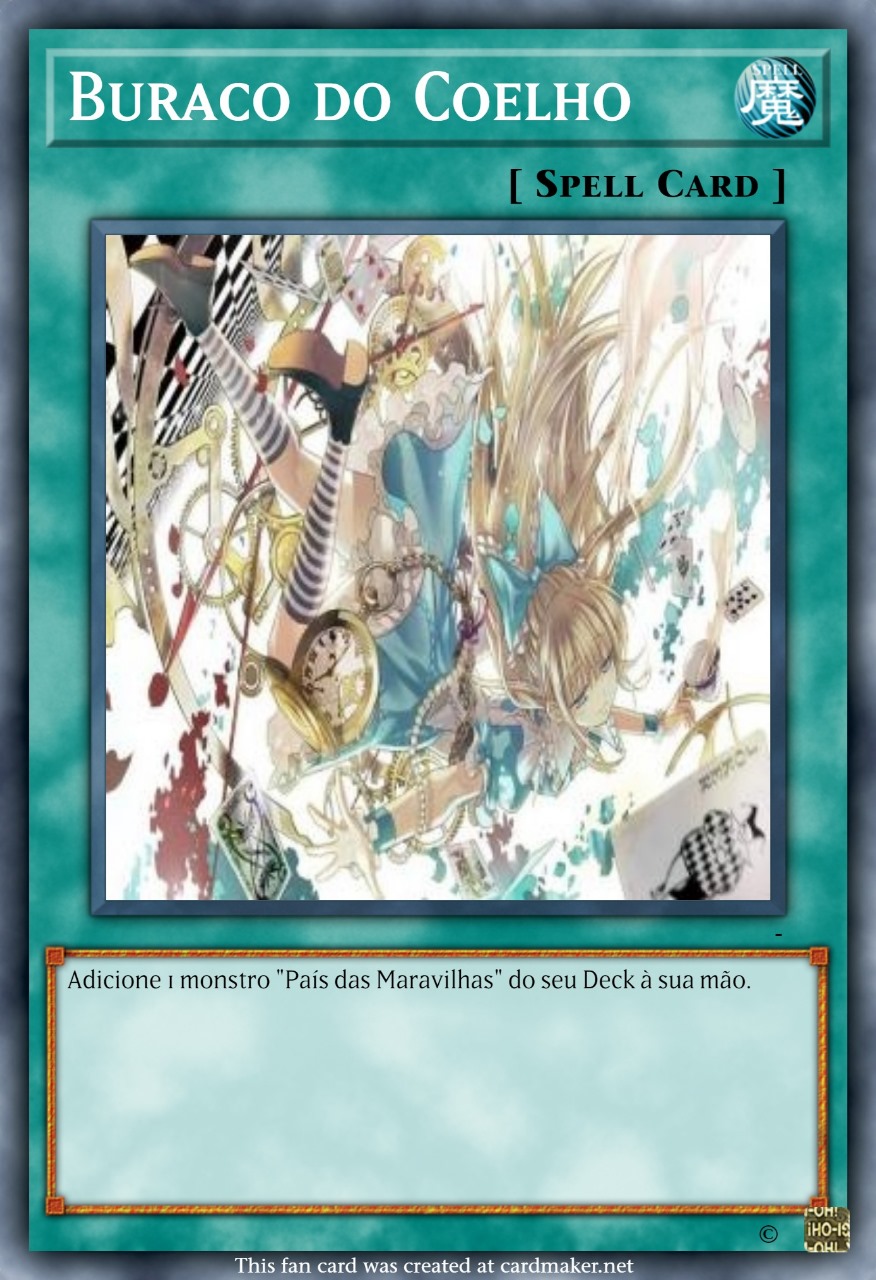 Buraco do Coelho
SPELL
魔
[ Spell Card ]
-
Adicione 1 monstro "País das Maravilhas" do seu Deck à sua mão.
©
This fan card was created at cardmaker.net